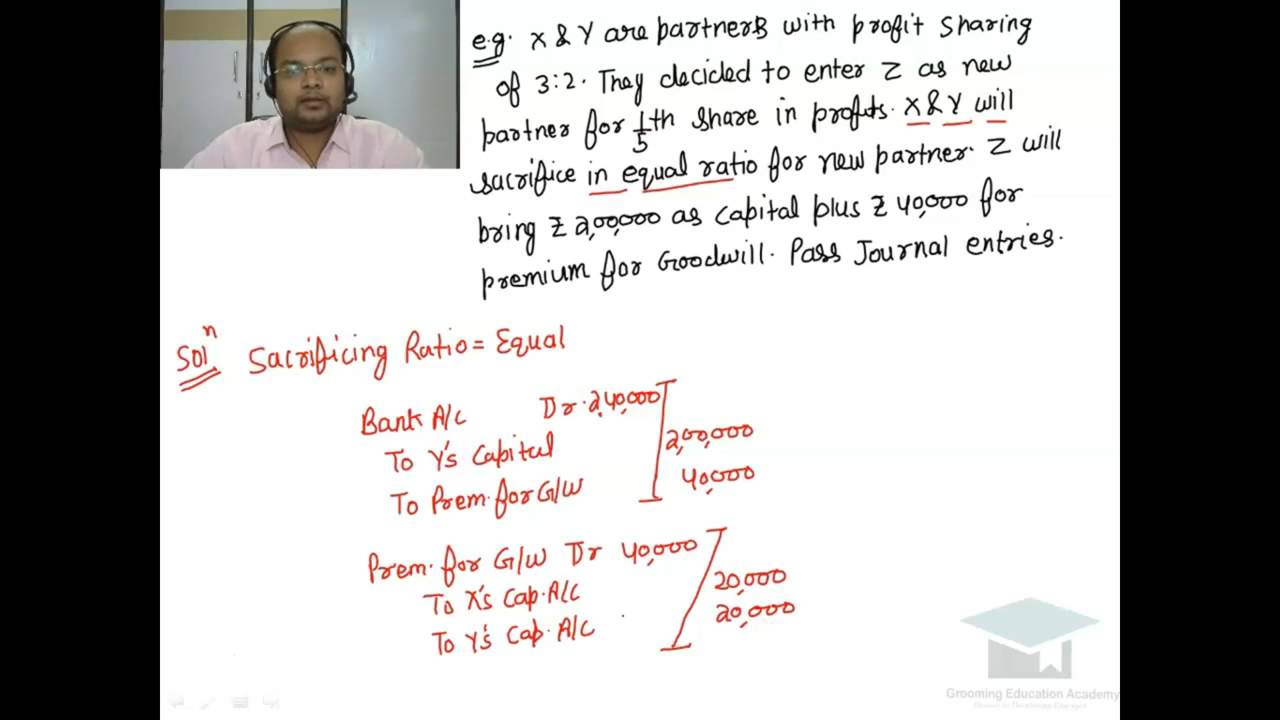 e.g. X & Y are partners with profit sharing
of 3:2. They decided to enter Z as new
partner for 1/5th share in profits. X & Y will
sacrifice in equal ratio for new partner. Z will
bring ₹ 2,00,000 as capital plus ₹ 40,000 for
premium for Goodwill. Pass Journal entries.
Solⁿ Sacrificing Ratio = Equal
Bank A/c Dr. 2,40,000
To Y's Capital 2,00,000
To Prem. for G/W 40,000
Prem. for G/W Dr 40,000
To X's Cap. A/C 20,000
To Y's Cap. A/C 20,000
Grooming Education Academy